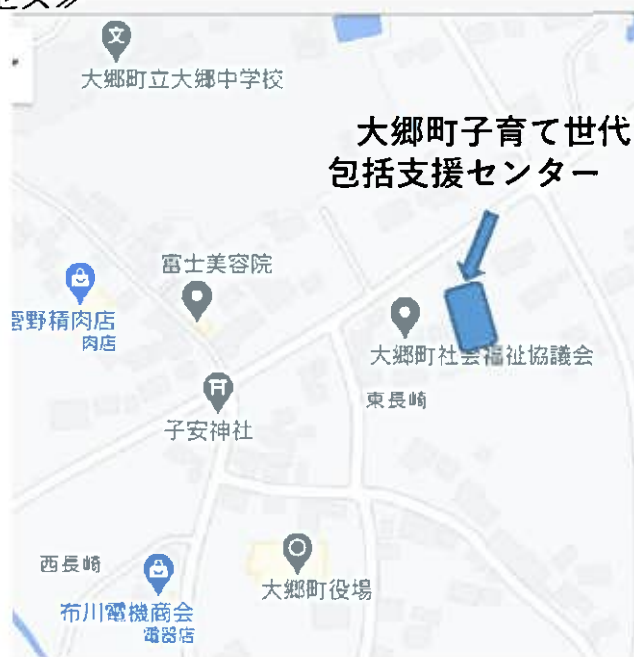 セス≫
大郷町立大郷中学校
大郷町子育て世代
包括支援センター
富士美容院
菅野精肉店
肉店
大郷町社会福祉協議会
東長崎
子安神社
西長崎
大郷町役場
布川電機商会
電器店